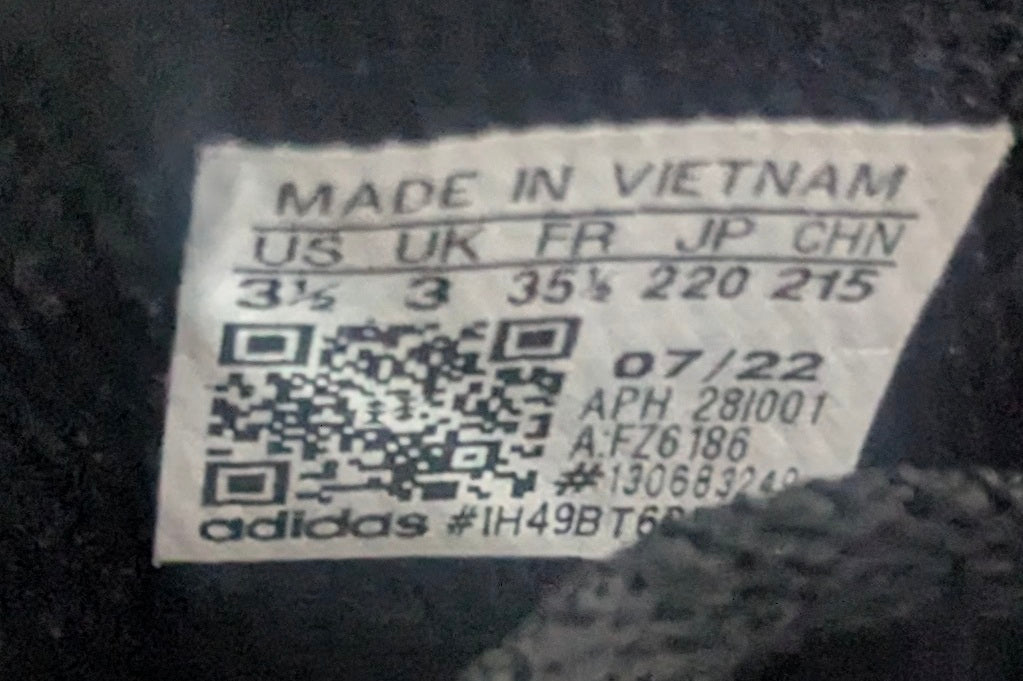 MADE IN VIETNAM
US UK FR JP CHN
3½ 3 35½ 220 215
07/22
APH 28I001
A:FZ6186
adidas